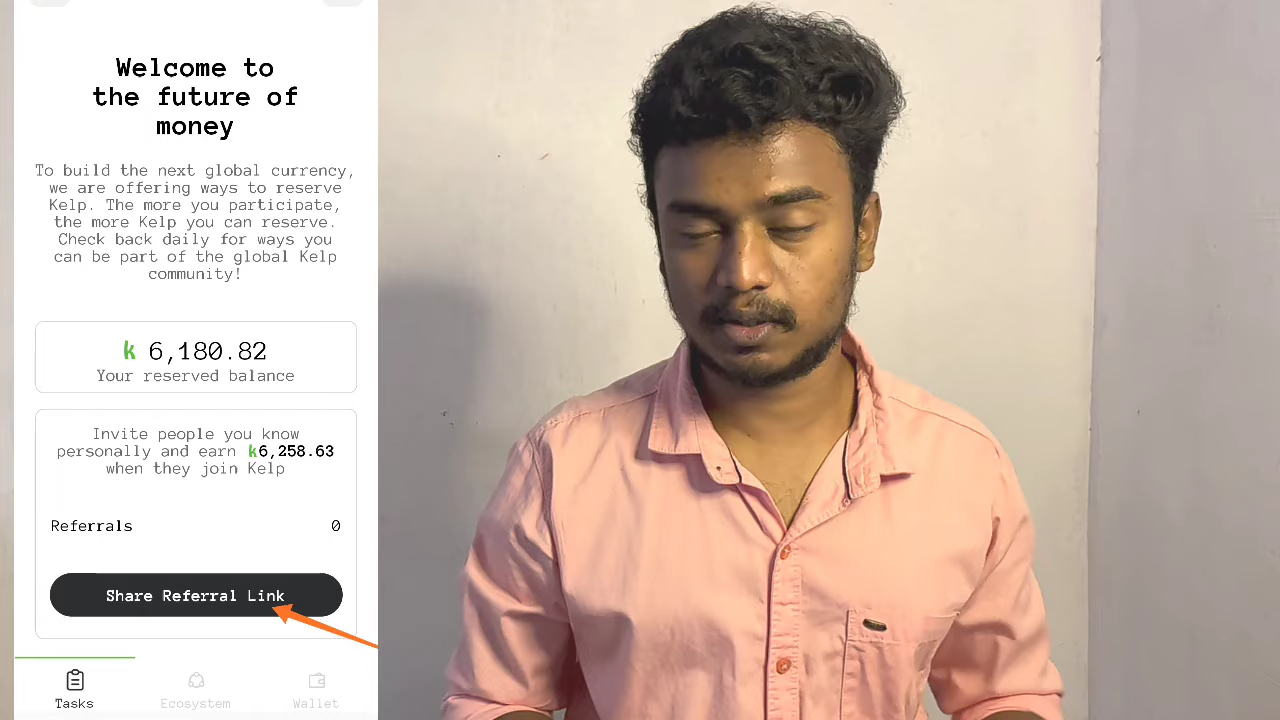 Welcome to
the future of
money
To build the next global currency,
we are offering ways to reserve
Kelp. The more you participate,
the more Kelp you can reserve.
Check back daily for ways you
can be part of the global Kelp
community!
k 6,180.82
Your reserved balance
Invite people you know
personally and earn k6,258.63
when they join Kelp
Referrals 0
Share Referral Link
Tasks Ecosystem Wallet